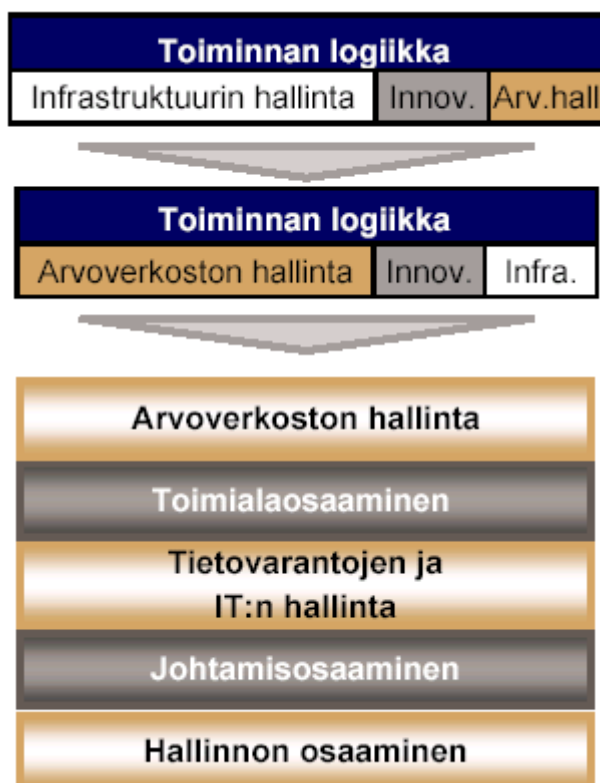 Toiminnan logiikka
Infrastruktuurin hallinta Innov. Arv.hall
Toiminnan logiikka
Arvoverkoston hallinta Innov. Infra.
Arvoverkoston hallinta
Toimialaosaaminen
Tietovarantojen ja
IT:n hallinta
Johtamisosaaminen
Hallinnon osaaminen